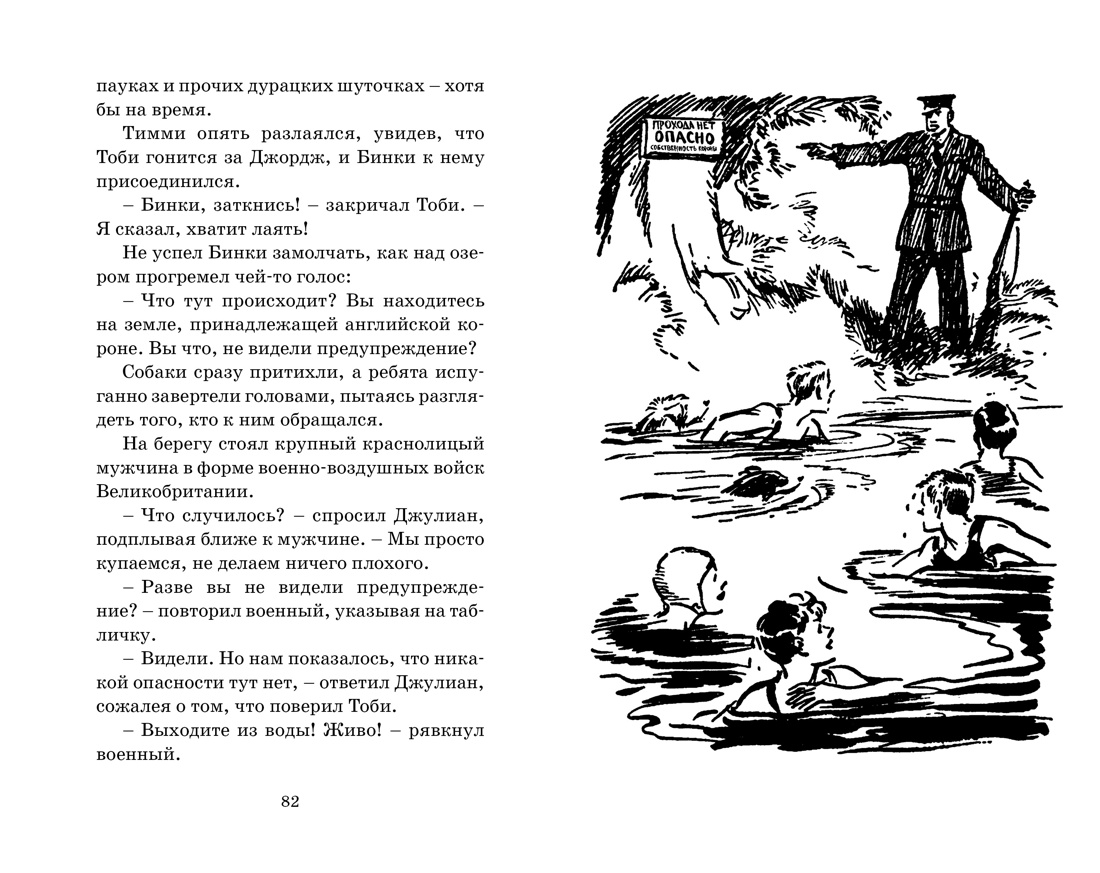 пауках и прочих дурацких шуточках – хотя
бы на время.
Тимми опять разлаялся, увидев, что
Тоби гонится за Джордж, и Бинки к нему
присоединился.
– Бинки, заткнись! – закричал Тоби. –
Я сказал, хватит лаять!
Не успел Бинки замолчать, как над озе-
ром прогремел чей-то голос:
– Что тут происходит? Вы находитесь
на земле, принадлежащей английской ко-
роне. Вы что, не видели предупреждение?
Собаки сразу притихли, а ребята испу-
ганно завертели головами, пытаясь разгля-
деть того, кто к ним обращался.
На берегу стоял крупный краснолицый
мужчина в форме военно-воздушных войск
Великобритании.
– Что случилось? – спросил Джулиан,
подплывая ближе к мужчине. – Мы просто
купаемся, не делаем ничего плохого.
– Разве вы не видели предупрежде-
ние? – повторил военный, указывая на таб-
личку.
– Видели. Но нам показалось, что ника-
кой опасности тут нет, – ответил Джулиан,
сожалея о том, что поверил Тоби.
– Выходите из воды! Живо! – рявкнул
военный.
82
ПРОХОДА НЕТ
ОПАСНО
СОБСТВЕННОСТЬ КОРОНЫ